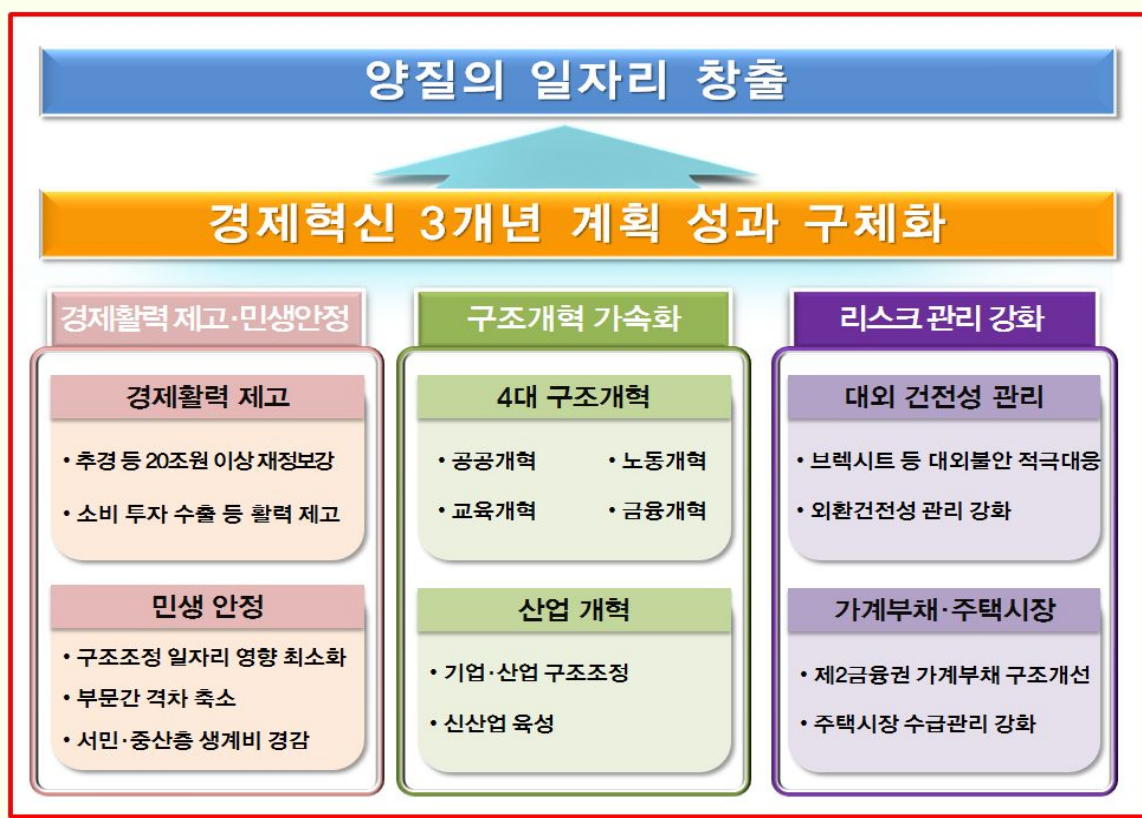 양질의 일자리 창출
경제혁신 3개년 계획 성과 구체화
경제활력 제고·민생안정
경제활력 제고
• 추경 등 20조원 이상 재정보강
• 소비 투자 수출 등 활력 제고
민생 안정
• 구조조정 일자리 영향 최소화
• 부문간 격차 축소
• 서민·중산층 생계비 경감
구조개혁 가속화
4대 구조개혁
• 공공개혁 • 노동개혁
• 교육개혁 • 금융개혁
산업 개혁
• 기업·산업 구조조정
• 신산업 육성
리스크 관리 강화
대외 건전성 관리
• 브렉시트 등 대외불안 적극대응
• 외환건전성 관리 강화
가계부채·주택시장
• 제2금융권 가계부채 구조개선
• 주택시장 수급관리 강화